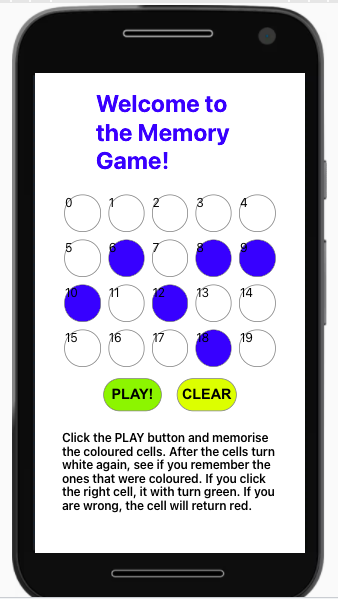 Welcome to
the Memory
Game!
0 1 2 3 4
5 6 7 8 9
10 11 12 13 14
15 16 17 18 19
PLAY! CLEAR
Click the PLAY button and memorise
the coloured cells. After the cells turn
white again, see if you remember the
ones that were coloured. If you click
the right cell, it with turn green. If you
are wrong, the cell will return red.